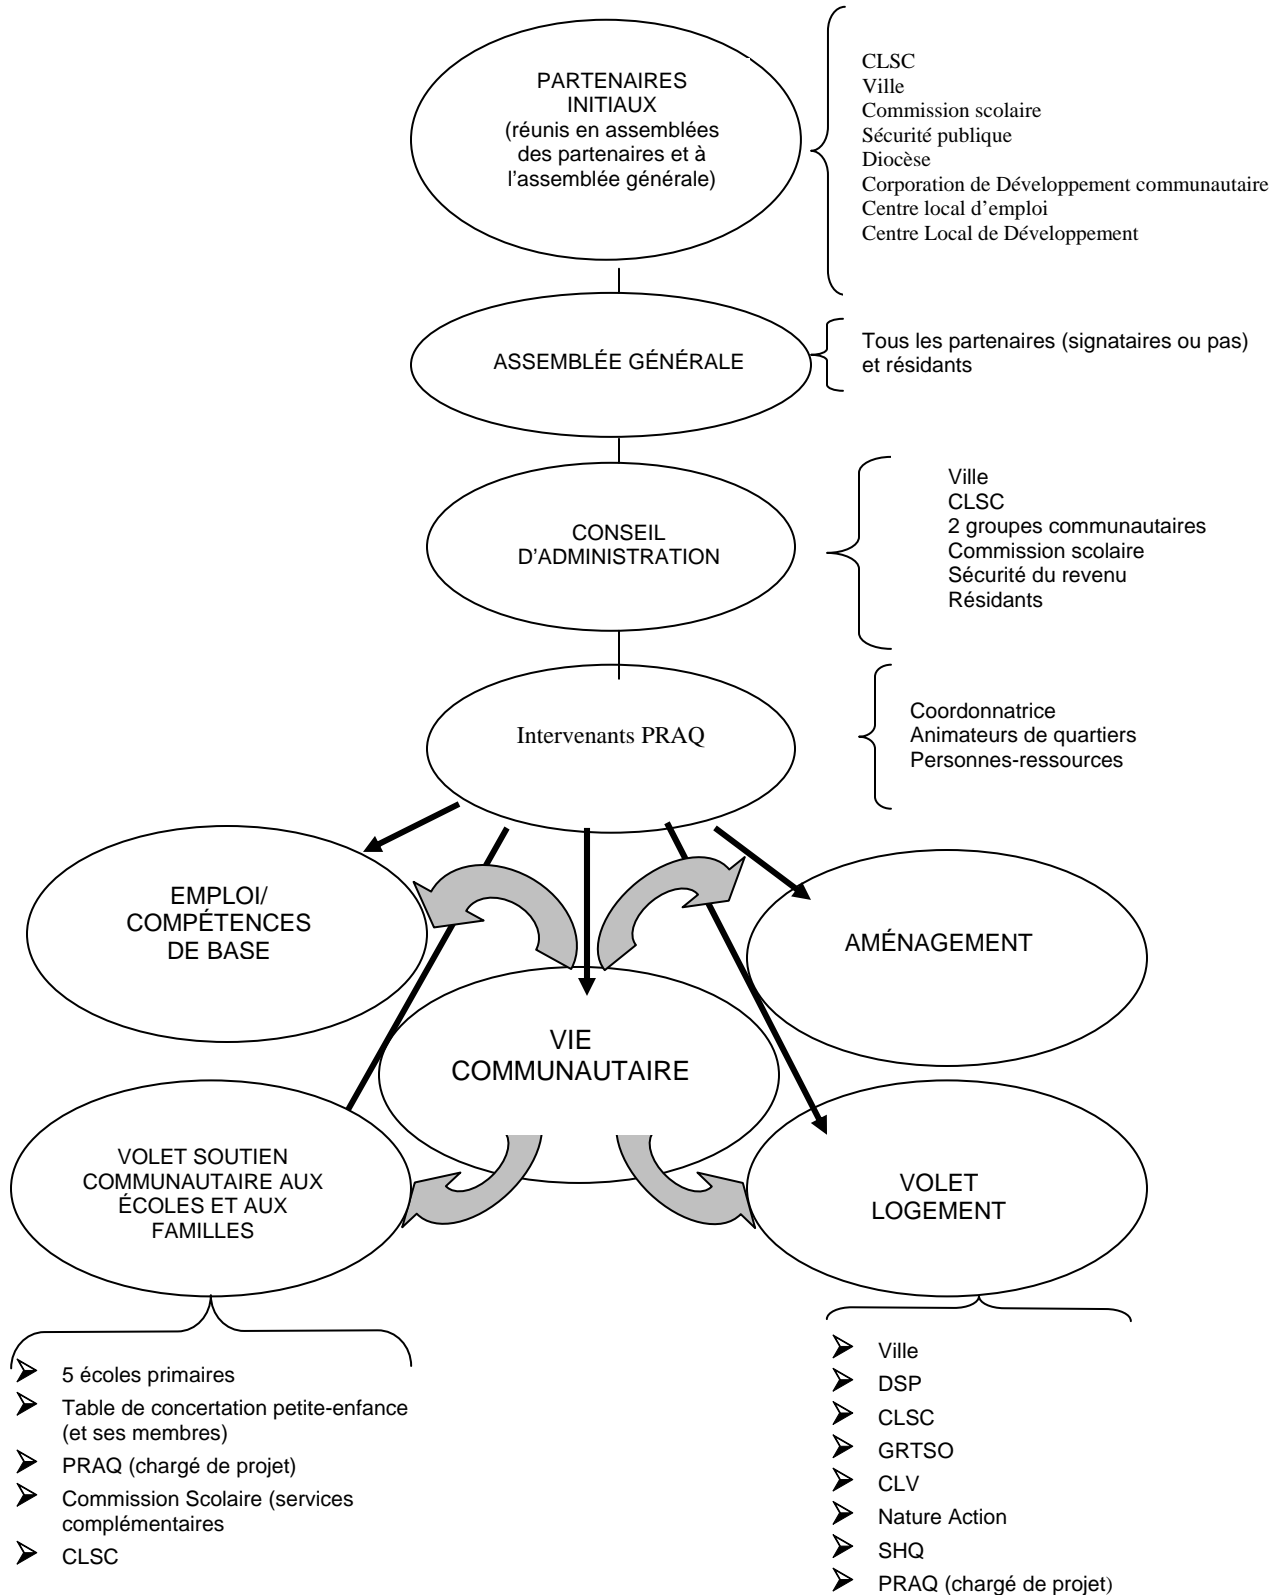 PARTENAIRES
INITIAUX
(réunis en assemblées
des partenaires et à
l’assemblée générale)
CLSC
Ville
Commission scolaire
Sécurité publique
Diocèse
Corporation de Développement communautaire
Centre local d’emploi
Centre Local de Développement
ASSEMBLÉE GÉNÉRALE
Tous les partenaires (signataires ou pas)
et résidants
CONSEIL
D’ADMINISTRATION
Ville
CLSC
2 groupes communautaires
Commission scolaire
Sécurité du revenu
Résidants
Intervenants PRAQ
Coordonnatrice
Animateurs de quartiers
Personnes-ressources
EMPLOI/
COMPÉTENCES
DE BASE
AMÉNAGEMENT
VIE
COMMUNAUTAIRE
VOLET SOUTIEN
COMMUNAUTAIRE AUX
ÉCOLES ET AUX
FAMILLES
VOLET
LOGEMENT
5 écoles primaires
Table de concertation petite-enfance
(et ses membres)
PRAQ (chargé de projet)
Commission Scolaire (services
complémentaires
CLSC
Ville
DSP
CLSC
GRTSO
CLV
Nature Action
SHQ
PRAQ (chargé de projet)